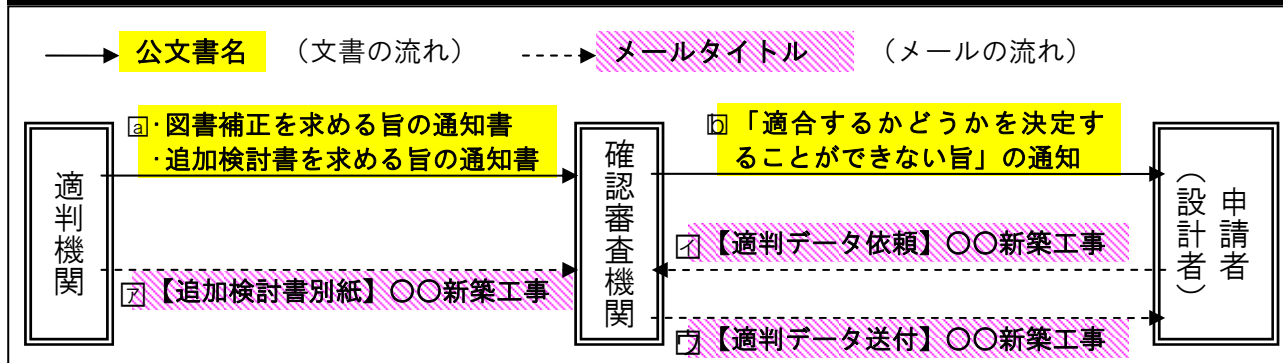 公文書名 （文書の流れ） メールタイトル （メールの流れ）
a・図書補正を求める旨の通知書
・追加検討書を求める旨の通知書
b「適合するかどうかを決定す
ることができない旨」の通知
適判機関
確認審査機関
申請者
（設計者）
イ【適判データ依頼】〇〇新築工事
ア【追加検討書別紙】〇〇新築工事
ウ【適判データ送付】〇〇新築工事